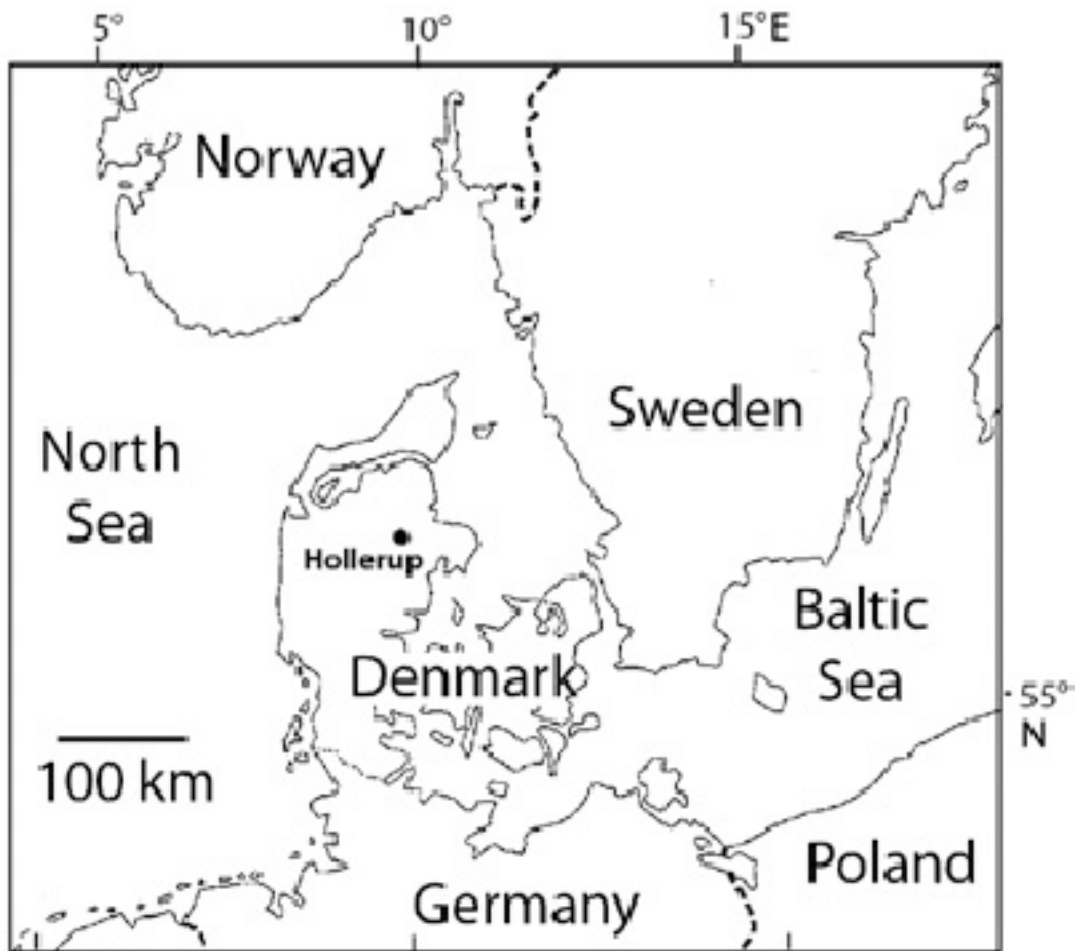 5° 10° 15°E
Norway
Sweden
North
Sea
Hollerup
Baltic
Sea
Denmark
55°
N
100 km
Poland
Germany